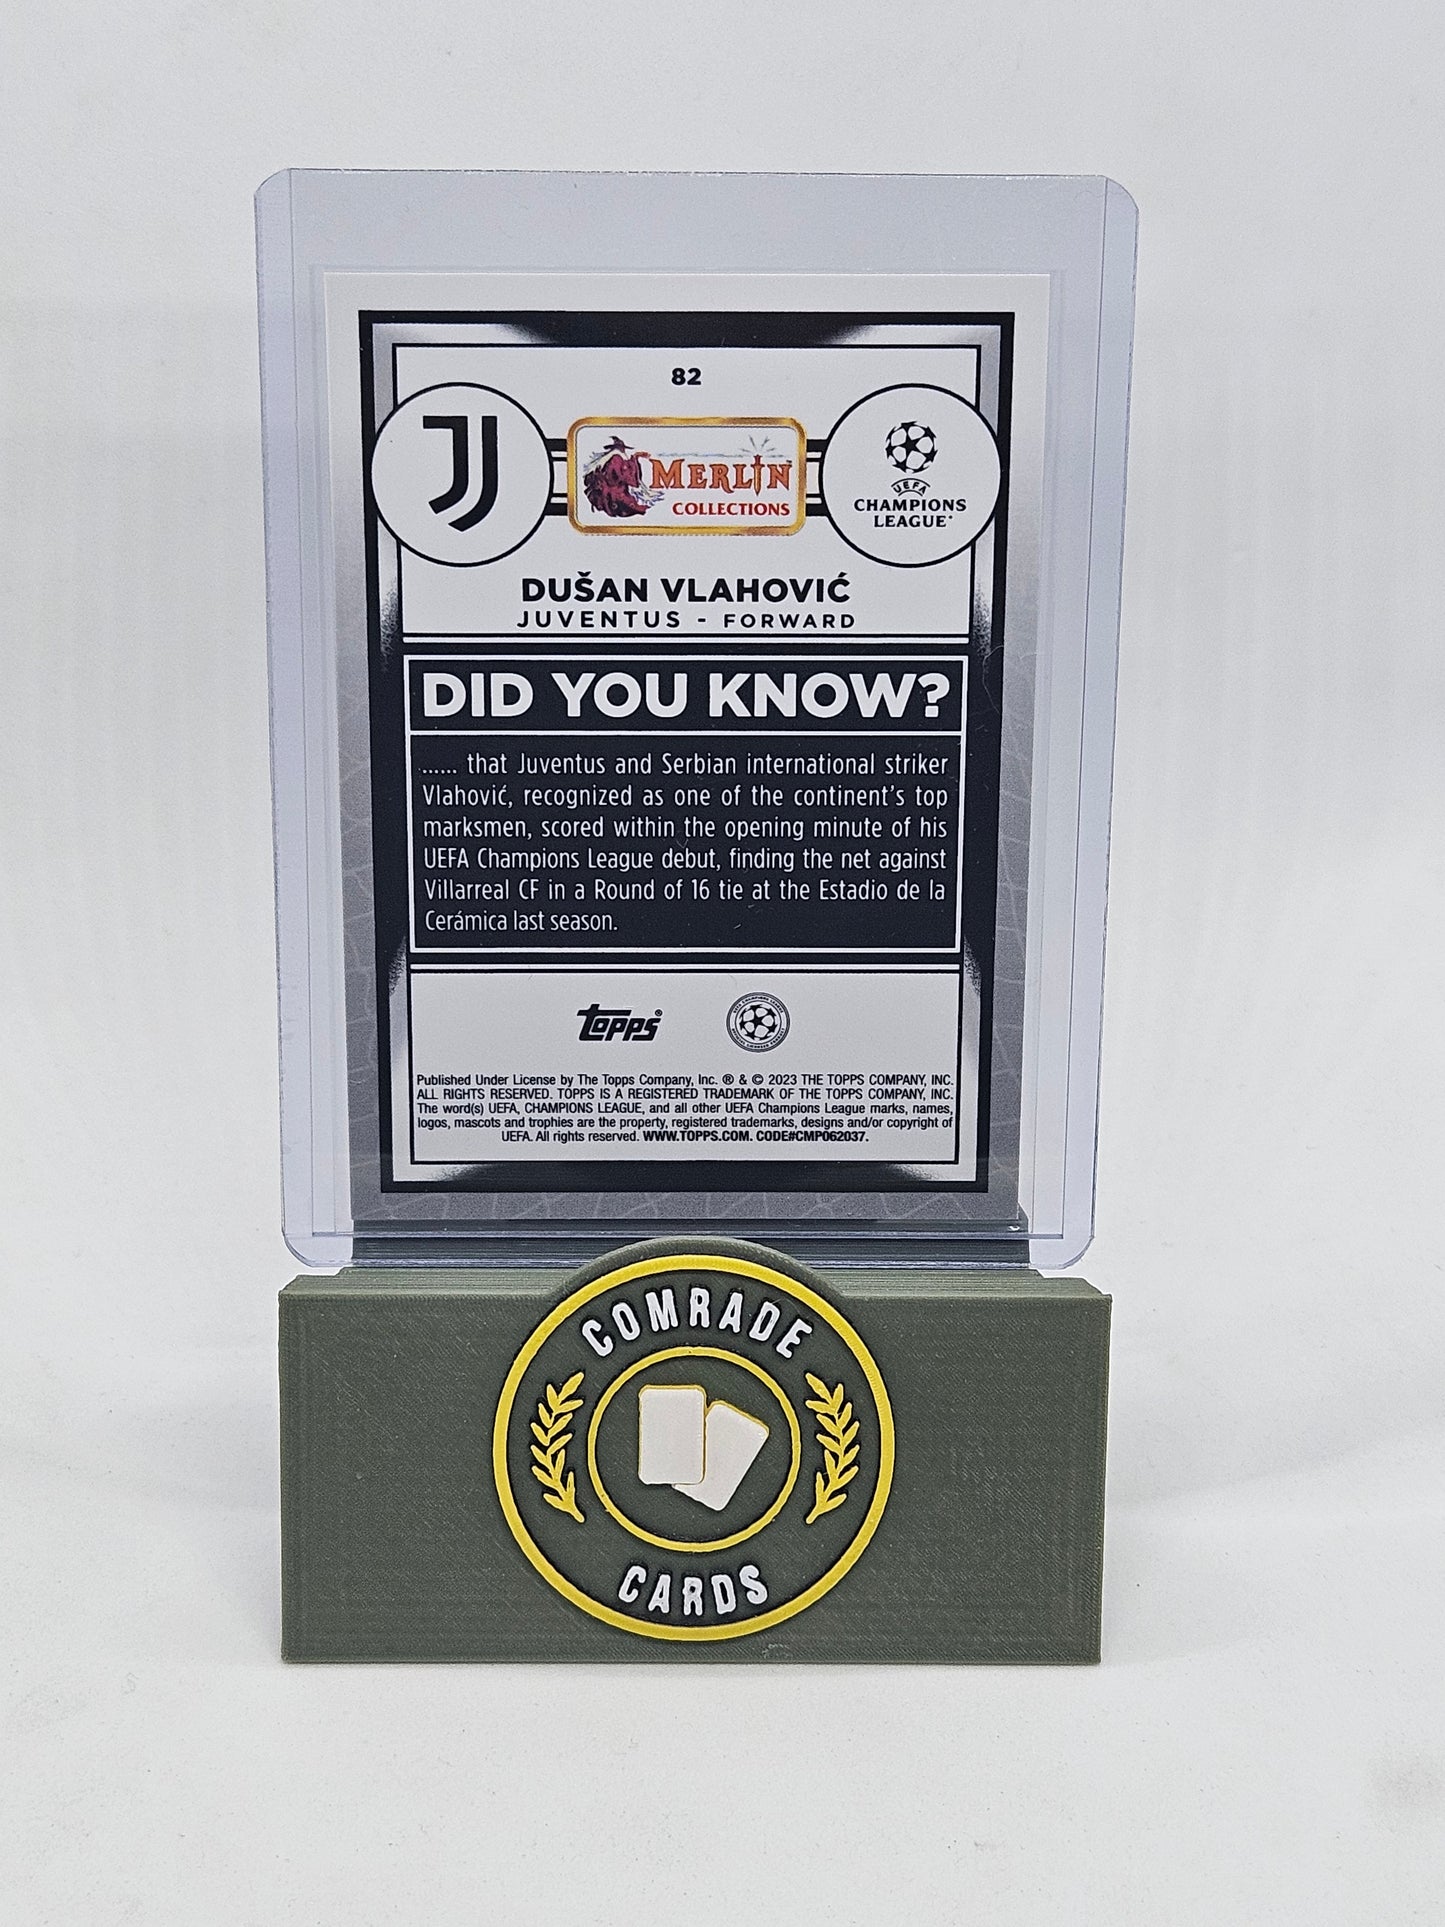 82
MERLIN
COLLECTIONS
UEFA
CHAMPIONS
LEAGUE
DUŠAN VLAHOVIĆ
JUVENTUS - FORWARD
DID YOU KNOW?
...... that Juventus and Serbian international striker
Vlahović, recognized as one of the continent's top
marksmen, scored within the opening minute of his
UEFA Champions League debut, finding the net against
Villarreal CF in a Round of 16 tie at the Estadio de la
Cerámica last season.
topps®
Published Under License by The Topps Company, Inc. ® & © 2023 THE TOPPS COMPANY, INC.
ALL RIGHTS RESERVED. TOPPS IS A REGISTERED TRADEMARK OF THE TOPPS COMPANY, INC.
The word(s) UEFA, CHAMPIONS LEAGUE, and all other UEFA Champions League marks, names,
logos, mascots and trophies are the property, registered trademarks, designs and/or copyright of
UEFA. All rights reserved. WWW.TOPPS.COM. CODE#CMP062037.
COMRADE
CARDS